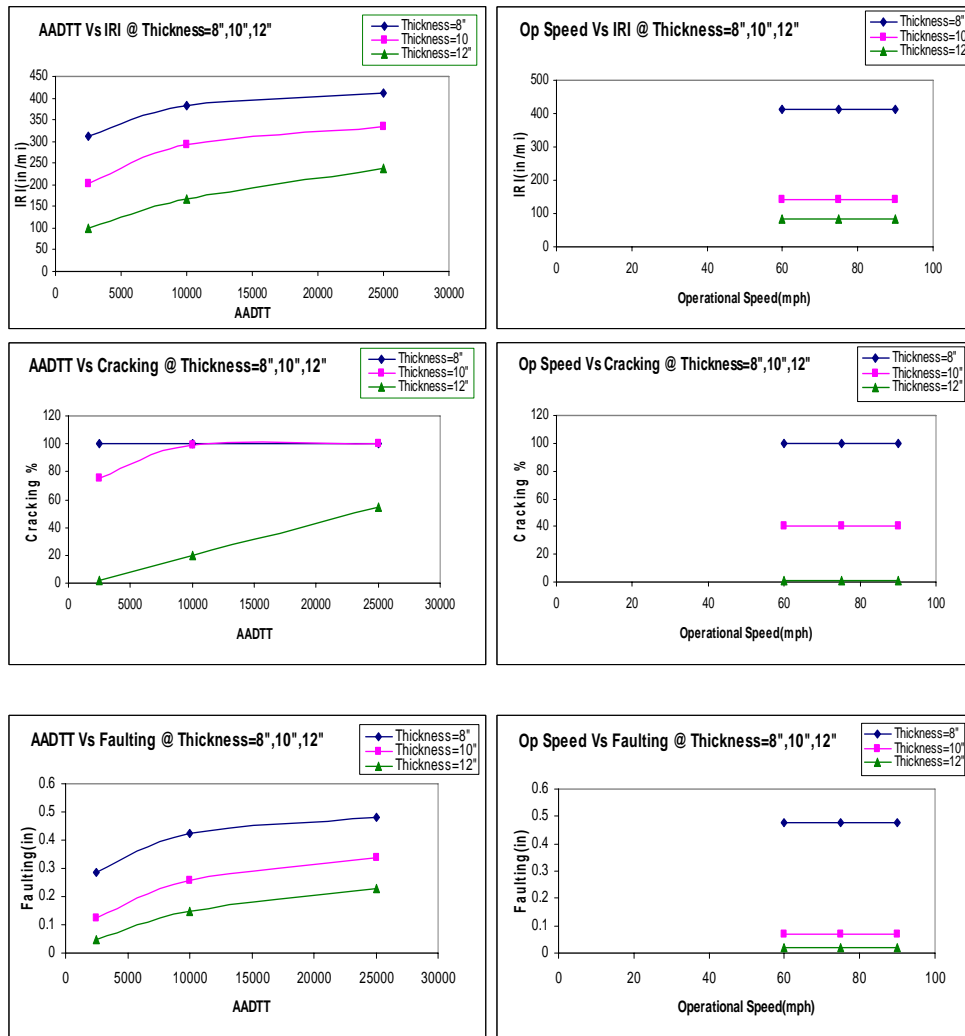 AADTT Vs IRI @ Thickness=8",10",12"
Thickness=8"
Thickness=10
Thickness=12"
450
400
350
300
250
200
150
100
50
0
IRI(in/mi)
0 5000 10000 15000 20000 25000 30000
AADTT
Op Speed Vs IRI @ Thickness=8",10",12"
Thickness=8"
Thickness=10"
Thickness=12"
500
400
300
200
100
0
IRI(in/mi)
0 20 40 60 80 100
Operational Speed(mph)
AADTT Vs Cracking @ Thickness=8",10",12"
Thickness=8"
Thickness=10"
Thickness=12"
120
100
80
60
40
20
0
Cracking %
0 5000 10000 15000 20000 25000 30000
AADTT
Op Speed Vs Cracking @ Thickness=8",10",12"
Thickness=8"
Thickness=10"
Thickness=12"
120
100
80
60
40
20
0
Cracking %
0 20 40 60 80 100
Operational Speed(mph)
AADTT Vs Faulting @ Thickness=8",10",12"
Thickness=8"
Thickness=10"
Thickness=12"
0.6
0.5
0.4
0.3
0.2
0.1
0
Faulting(in)
0 5000 10000 15000 20000 25000 30000
AADTT
Op Speed Vs Faulting @ Thickness=8",10",12"
Thickness=8"
Thickness=10"
Thickness=12"
0.6
0.5
0.4
0.3
0.2
0.1
0
Faulting(in)
0 20 40 60 80 100
Operational Speed(mph)